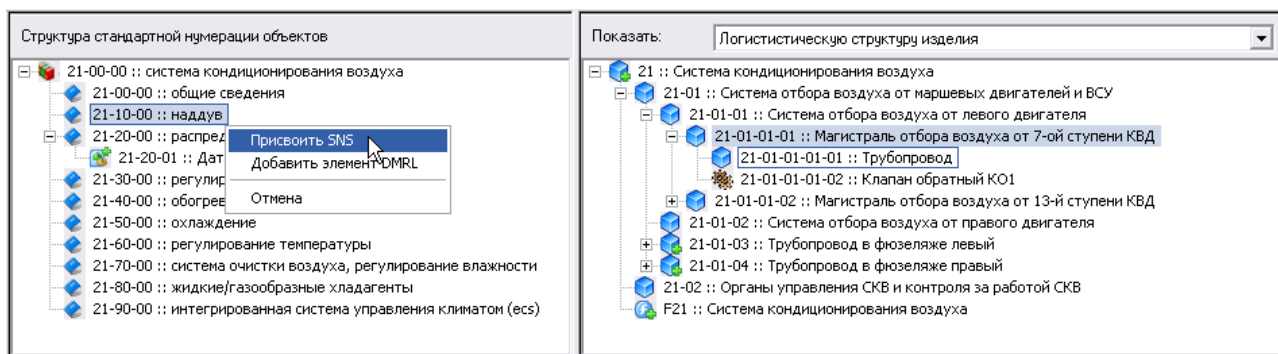 Структура стандартной нумерации объектов
21-00-00 :: система кондиционирования воздуха
21-00-00 :: общие сведения
21-10-00 :: наддув
21-20-00 :: распред
21-20-01 :: Дат
21-30-00 :: регулир
21-40-00 :: обогрев
21-50-00 :: охлаждение
21-60-00 :: регулирование температуры
21-70-00 :: система очистки воздуха, регулирование влажности
21-80-00 :: жидкие/газообразные хладагенты
21-90-00 :: интегрированная система управления климатом (ecs)
Присвоить SNS
Добавить элемент DMRL
Отмена
Показать:
Логистистическую структуру изделия
21 :: Система кондиционирования воздуха
21-01 :: Система отбора воздуха от маршевых двигателей и ВСУ
21-01-01 :: Система отбора воздуха от левого двигателя
21-01-01-01 :: Магистраль отбора воздуха от 7-ой ступени КВД
21-01-01-01-01 :: Трубопровод
21-01-01-01-02 :: Клапан обратный КО1
21-01-01-02 :: Магистраль отбора воздуха от 13-й ступени КВД
21-01-02 :: Система отбора воздуха от правого двигателя
21-01-03 :: Трубопровод в фюзеляже левый
21-01-04 :: Трубопровод в фюзеляже правый
21-02 :: Органы управления СКВ и контроля за работой СКВ
F21 :: Система кондиционирования воздуха